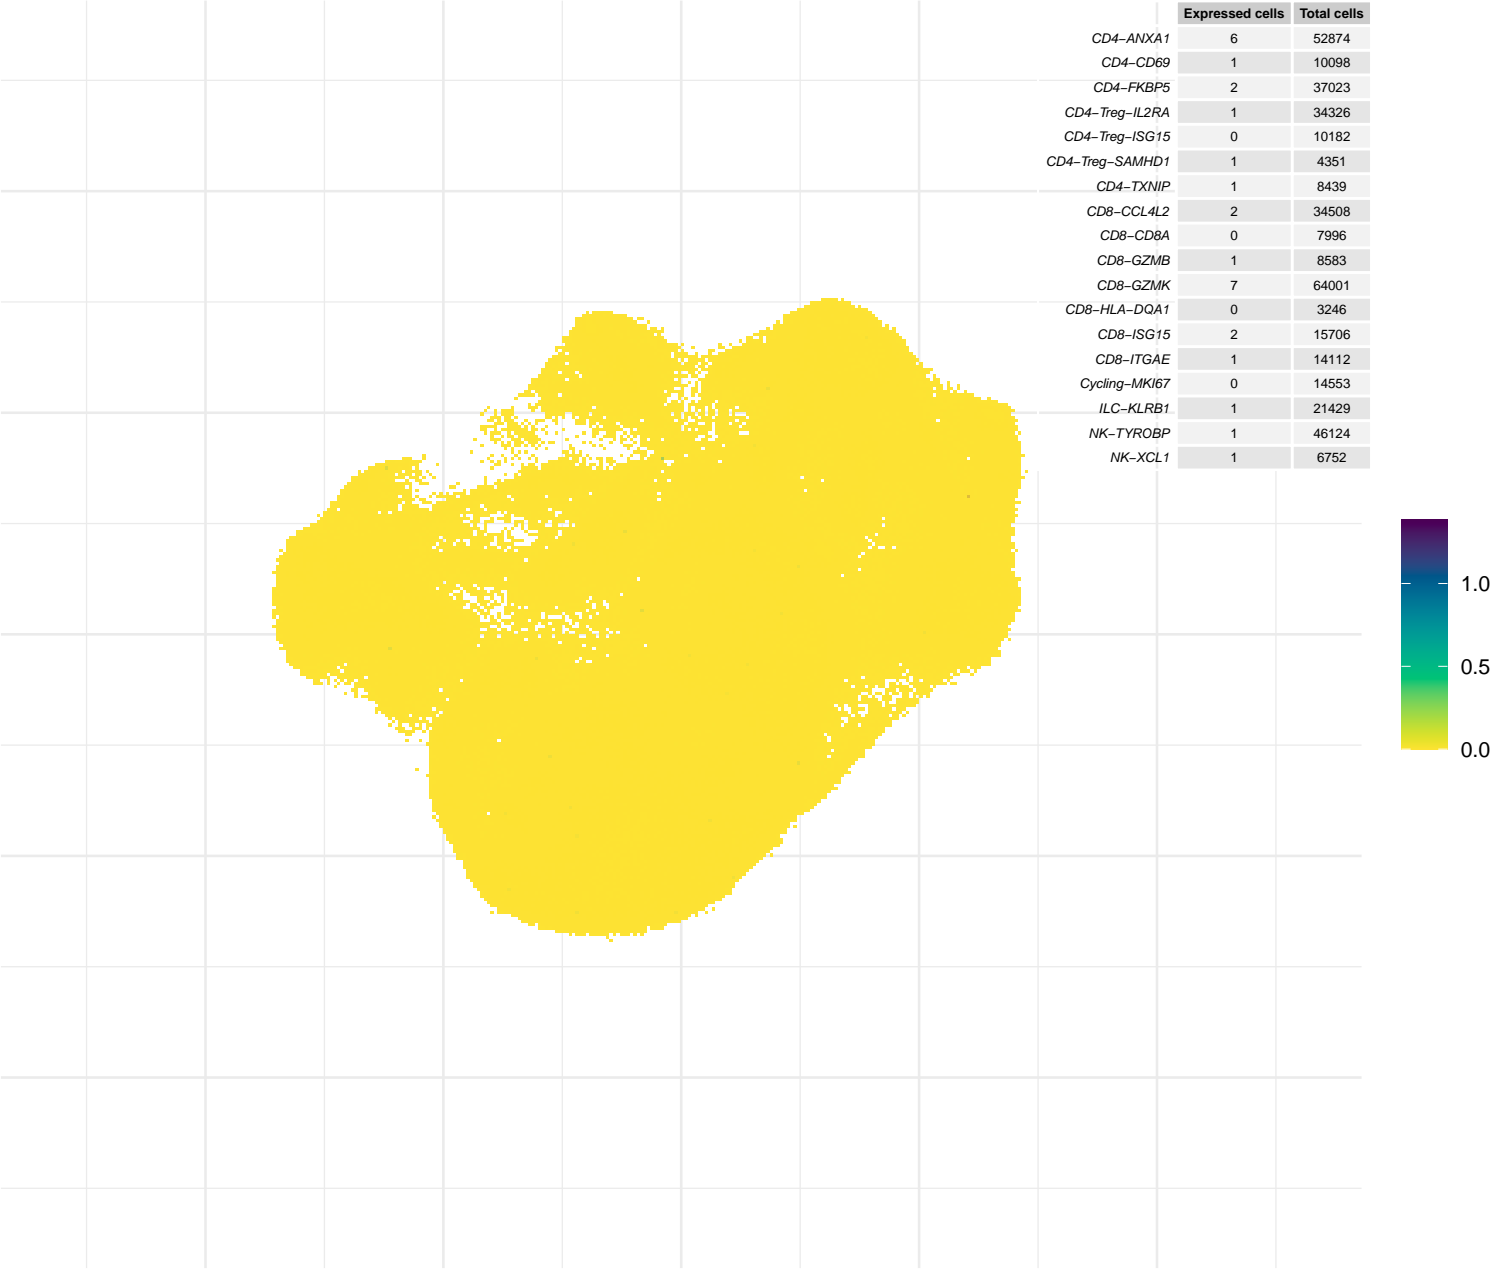 Expressed cells Total cells
CD4−ANXA1 6 52874
CD4−CD69 1 10098
CD4−FKBP5 2 37023
CD4−Treg−IL2RA 1 34326
CD4−Treg−ISG15 0 10182
CD4−Treg−SAMHD1 1 4351
CD4−TXNIP 1 8439
CD8−CCL4L2 2 34508
CD8−CD8A 0 7996
CD8−GZMB 1 8583
CD8−GZMK 7 64001
CD8−HLA−DQA1 0 3246
CD8−ISG15 2 15706
CD8−ITGAE 1 14112
Cycling−MKI67 0 14553
ILC−KLRB1 1 21429
NK−TYROBP 1 46124
NK−XCL1 1 6752
1.0
0.5
0.0